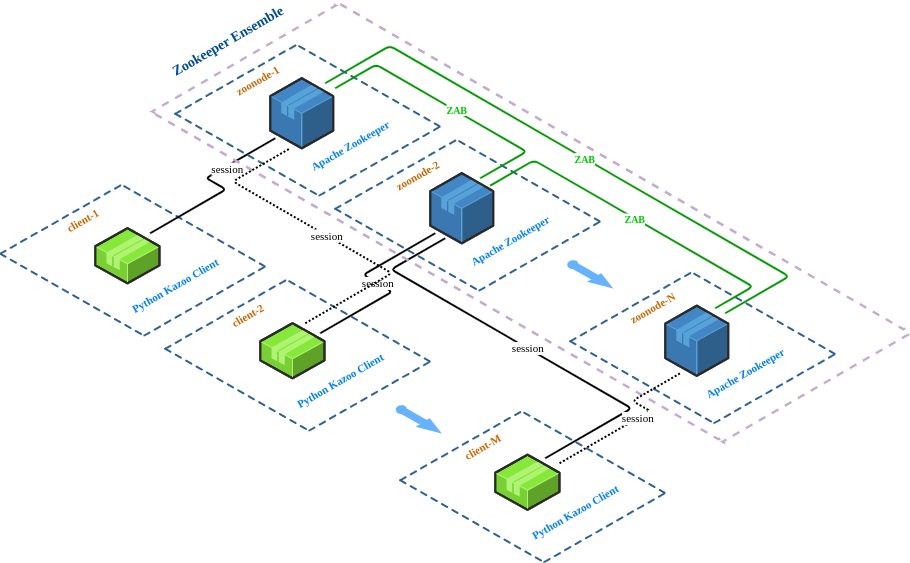 Zookeeper Ensemble
zoonode-1
Apache Zookeeper
ZAB
ZAB
ZAB
session
zoonode-2
Apache Zookeeper
client-1
Python Kazoo Client
session
session
client-2
Python Kazoo Client
zoonode-N
Apache Zookeeper
session
session
client-M
Python Kazoo Client